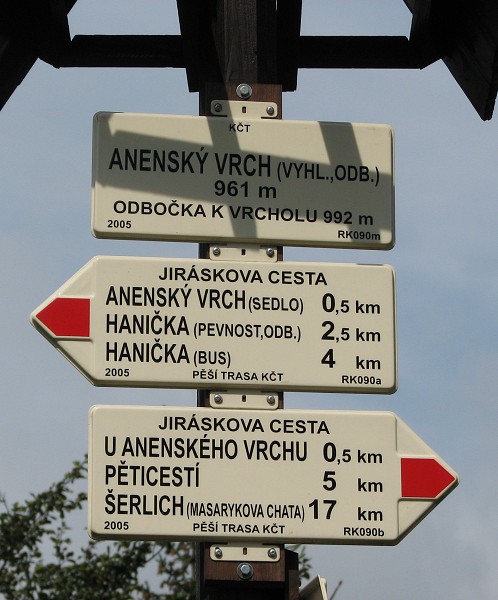 KČT
ANENSKÝ VRCH (VYHL.,ODB.)
961 m
ODBOČKA K VRCHOLU 992 m
2005 RK090m
JIRÁSKOVA CESTA
ANENSKÝ VRCH (SEDLO) 0,5 km
HANIČKA (PEVNOST,ODB.) 2,5 km
HANIČKA (BUS) 4 km
2005 PĚŠÍ TRASA KČT RK090a
JIRÁSKOVA CESTA
U ANENSKÉHO VRCHU 0,5 km
PĚTICESTÍ 5 km
ŠERLICH (MASARYKOVA CHATA) 17 km
2005 PĚŠÍ TRASA KČT RK090b